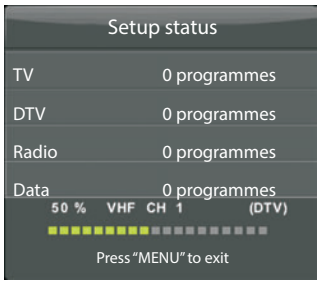 Setup status
TV 0 programmes
DTV 0 programmes
Radio 0 programmes
Data 0 programmes
50 % VHF CH 1 (DTV)
Press “MENU” to exit